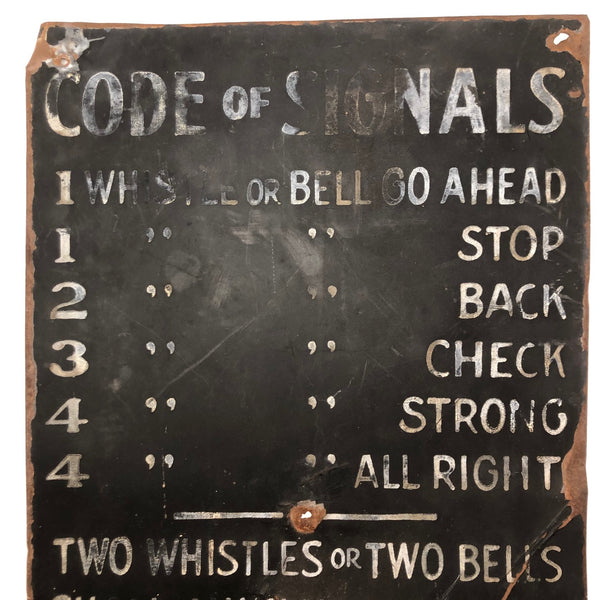 CODE OF SIGNALS
1 WHISTLE OR BELL GO AHEAD
1 ” ” STOP
2 ” ” BACK
3 ” ” CHECK
4 ” ” STRONG
4 ” ” ALL RIGHT
TWO WHISTLES OR TWO BELLS